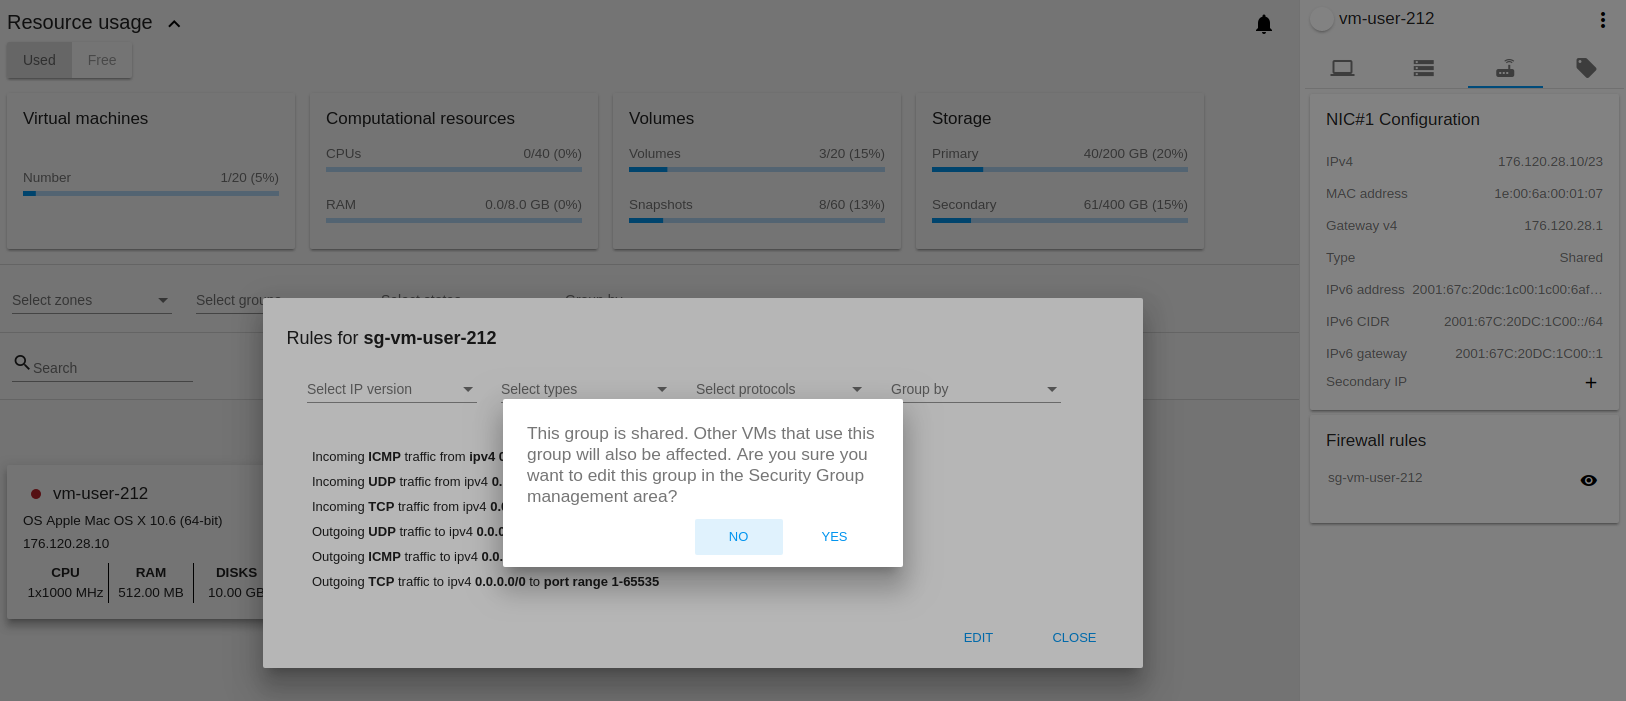 Resource usage
Used
Free
Virtual machines
Number 1/20 (5%)
Computational resources
CPUs 0/40 (0%)
RAM 0.0/8.0 GB (0%)
Volumes
Volumes 3/20 (15%)
Snapshots 8/60 (13%)
Storage
Primary 40/200 GB (20%)
Secondary 61/400 GB (15%)
Select zones
Select groups
Select states
Group by
Search
vm-user-212
OS Apple Mac OS X 10.6 (64-bit)
176.120.28.10
CPU RAM DISKS
1x1000 MHz 512.00 MB 10.00 GB
Rules for sg-vm-user-212
Select IP version
Select types
Select protocols
Group by
Incoming ICMP traffic from ipv4
Incoming UDP traffic from ipv4 0.
Incoming TCP traffic from ipv4
Outgoing UDP traffic to ipv4 0.0.
Outgoing ICMP traffic to ipv4 0.0.
Outgoing TCP traffic to ipv4 0.0.0.0/0 to port range 1-65535
EDIT
CLOSE
This group is shared. Other VMs that use this
group will also be affected. Are you sure you
want to edit this group in the Security Group
management area?
NO
YES
vm-user-212
NIC#1 Configuration
IPv4 176.120.28.10/23
MAC address 1e:00:6a:00:01:07
Gateway v4 176.120.28.1
Type Shared
IPv6 address 2001:67c:20dc:1c00:1c00:6af...
IPv6 CIDR 2001:67C:20DC:1C00::/64
IPv6 gateway 2001:67C:20DC:1C00::1
Secondary IP +
Firewall rules
sg-vm-user-212